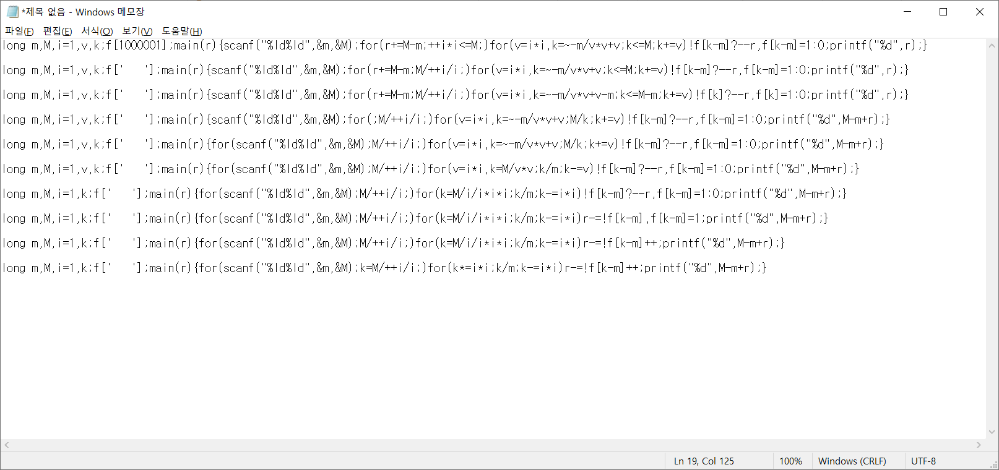 *제목 없음 - Windows 메모장
파일(F) 편집(E) 서식(O) 보기(V) 도움말(H)
long m,M,i=1,v,k;f[1000001];main(r){scanf("%ld%ld",&m,&M);for(r+=M-m;++i*i<=M;)for(v=i*i,k=~-m/v*v+v;k<=M;k+=v)!f[k-m]?--r,f[k-m]=1:0;printf("%d",r);}
long m,M,i=1,v,k;f['   '];main(r){scanf("%ld%ld",&m,&M);for(r+=M-m;M/++i/i;)for(v=i*i,k=~-m/v*v+v;k<=M;k+=v)!f[k-m]?--r,f[k-m]=1:0;printf("%d",r);}
long m,M,i=1,v,k;f['   '];main(r){scanf("%ld%ld",&m,&M);for(r+=M-m;M/++i/i;)for(v=i*i,k=~-m/v*v+v-m;k<=M-m;k+=v)!f[k]?--r,f[k]=1:0;printf("%d",r);}
long m,M,i=1,v,k;f['   '];main(r){scanf("%ld%ld",&m,&M);for(;M/++i/i;)for(v=i*i,k=~-m/v*v+v;M/k;k+=v)!f[k-m]?--r,f[k-m]=1:0;printf("%d",M-m+r);}
long m,M,i=1,v,k;f['   '];main(r){for(scanf("%ld%ld",&m,&M);M/++i/i;)for(v=i*i,k=~-m/v*v+v;M/k;k+=v)!f[k-m]?--r,f[k-m]=1:0;printf("%d",M-m+r);}
long m,M,i=1,v,k;f['   '];main(r){for(scanf("%ld%ld",&m,&M);M/++i/i;)for(v=i*i,k=M/v*v;k/m;k-=v)!f[k-m]?--r,f[k-m]=1:0;printf("%d",M-m+r);}
long m,M,i=1,k;f['   '];main(r){for(scanf("%ld%ld",&m,&M);M/++i/i;)for(k=M/i/i*i*i;k/m;k-=i*i)!f[k-m]?--r,f[k-m]=1:0;printf("%d",M-m+r);}
long m,M,i=1,k;f['   '];main(r){for(scanf("%ld%ld",&m,&M);M/++i/i;)for(k=M/i/i*i*i;k/m;k-=i*i)r-=!f[k-m],f[k-m]=1;printf("%d",M-m+r);}
long m,M,i=1,k;f['   '];main(r){for(scanf("%ld%ld",&m,&M);M/++i/i;)for(k=M/i/i*i*i;k/m;k-=i*i)r-=!f[k-m]++;printf("%d",M-m+r);}
long m,M,i=1,k;f['   '];main(r){for(scanf("%ld%ld",&m,&M);k=M/++i/i;)for(k*=i*i;k/m;k-=i*i)r-=!f[k-m]++;printf("%d",M-m+r);}
Ln 19, Col 125 100% Windows (CRLF) UTF-8